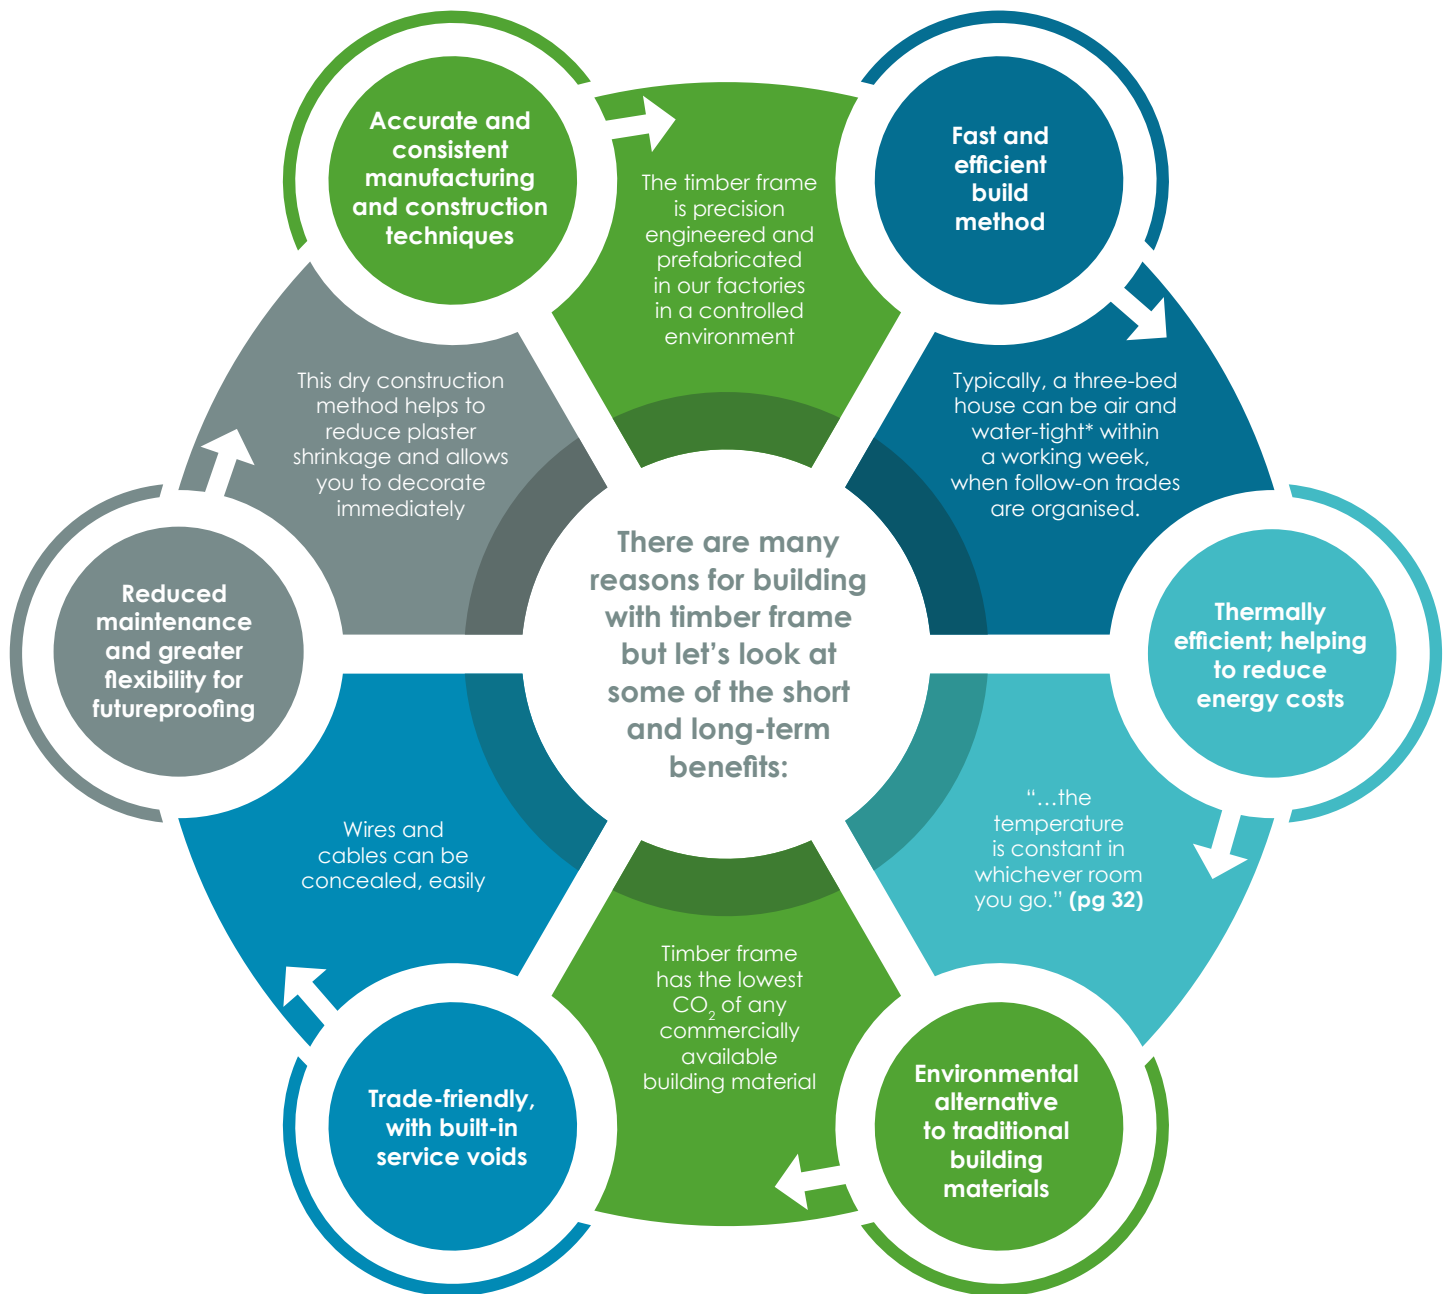 Accurate and
consistent
manufacturing
and construction
techniques
The timber frame
is precision
engineered and
prefabricated
in our factories
in a controlled
environment
Fast and
efficient
build
method
Typically, a three-bed
house can be air and
water-tight* within
a working week,
when follow-on trades
are organised.
Thermally
efficient; helping
to reduce
energy costs
“…the
temperature
is constant in
whichever room
you go.” (pg 32)
Environmental
alternative
to traditional
building
materials
Timber frame
has the lowest
CO₂ of any
commercially
available
building material
Trade-friendly,
with built-in
service voids
Wires and
cables can be
concealed, easily
Reduced
maintenance
and greater
flexibility for
futureproofing
This dry construction
method helps to
reduce plaster
shrinkage and allows
you to decorate
immediately
There are many
reasons for building
with timber frame
but let’s look at
some of the short
and long-term
benefits: